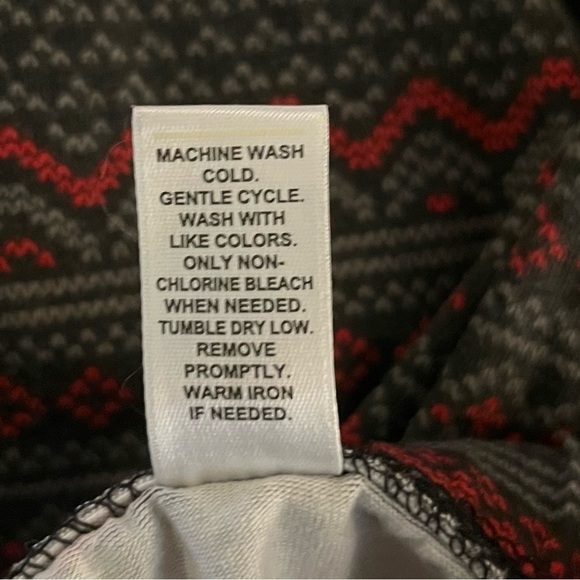 MACHINE WASH
COLD.
GENTLE CYCLE.
WASH WITH
LIKE COLORS.
ONLY NON-
CHLORINE BLEACH
WHEN NEEDED.
TUMBLE DRY LOW.
REMOVE
PROMPTLY.
WARM IRON
IF NEEDED.